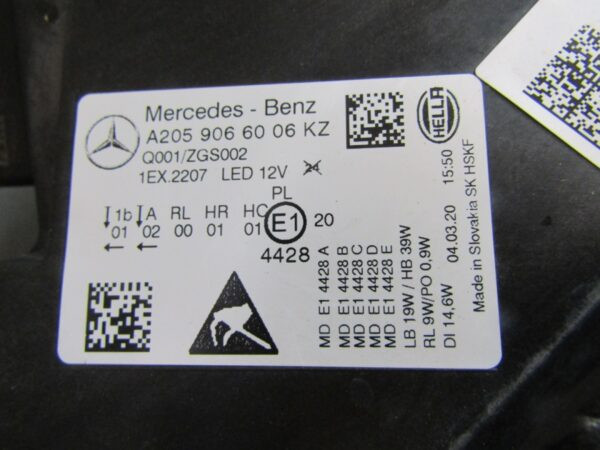 Mercedes - Benz
A205 906 60 06 KZ
Q001/ZGS002
1EX.2207 LED 12V 24
PL
1b A RL HR HC
01 02 00 01 01
E1 20
4428
MD E1 4428 A
MD E1 4428 B
MD E1 4428 C
MD E1 4428 D
MD E1 4428 E
LB 19W / HB 39W
RL 9W/PO 0,9W
DI 14,6W 04.03.20 15:50
Made in Slovakia SK HSKF
HELLA